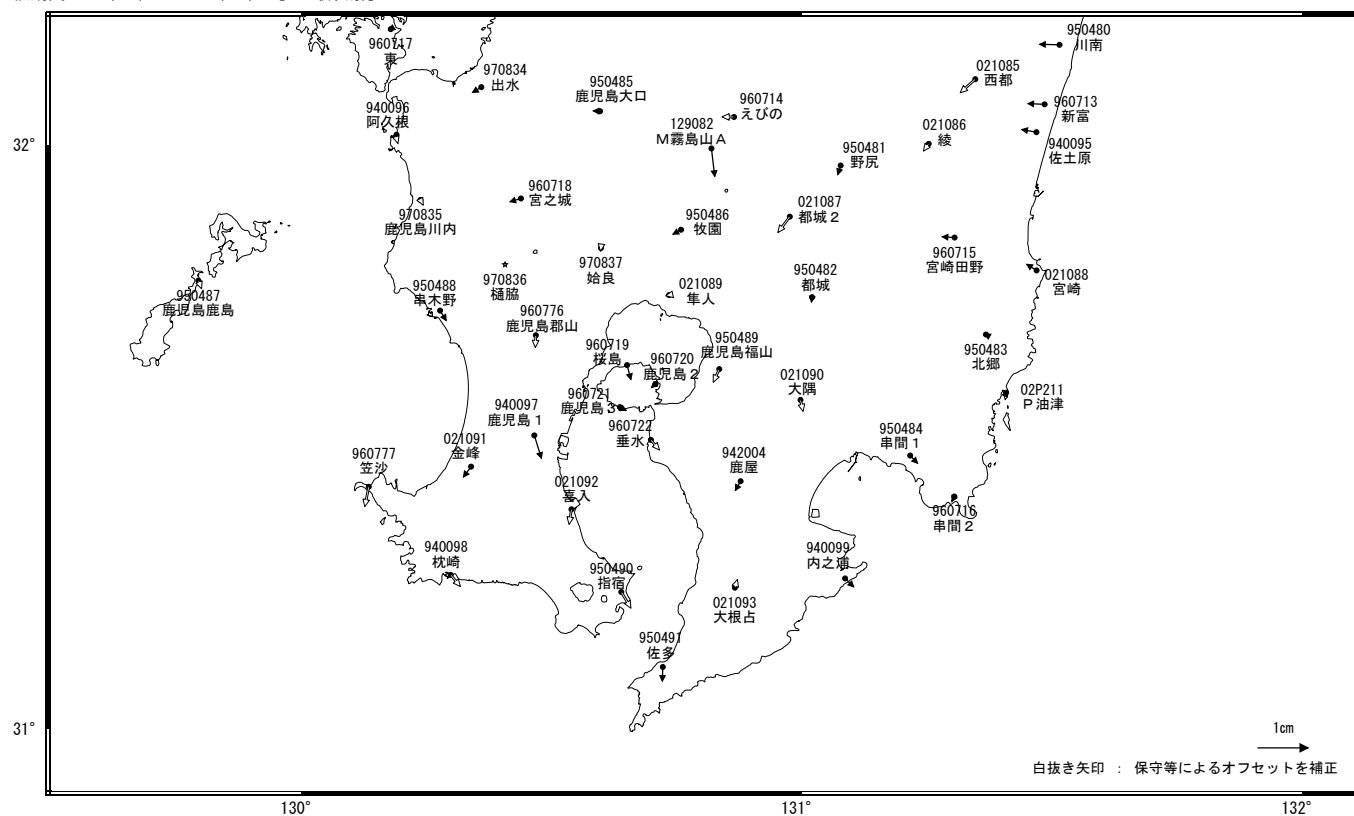 950480
川南
960717
東
021085
西都
970834
出水
950485
鹿児島大口
960714
えびの
960713
新富
940096
阿久根
129082
M霧島山A
021086
綾
950481
野尻
940095
佐土原
32°
960718
宮之城
021087
都城2
970835
鹿児島川内
950486
牧園
960715
宮崎田野
970837
姶良
970836
樋脇
950482
都城
021088
宮崎
950487
鹿児島鹿島
950488
串木野
021089
隼人
960776
鹿児島郡山
950483
北郷
960719
桜島
960720
鹿児島2
950489
鹿児島福山
021090
大隅
02P211
P油津
960721
鹿児島3
940097
鹿児島1
960722
垂水
950484
串間1
021091
金峰
960777
笠沙
942004
鹿屋
021092
喜入
960716
串間2
940098
枕崎
940099
内之浦
950490
指宿
021093
大根占
950491
佐多
31°
1cm
白抜き矢印 : 保守等によるオフセットを補正
130°
131°
132°